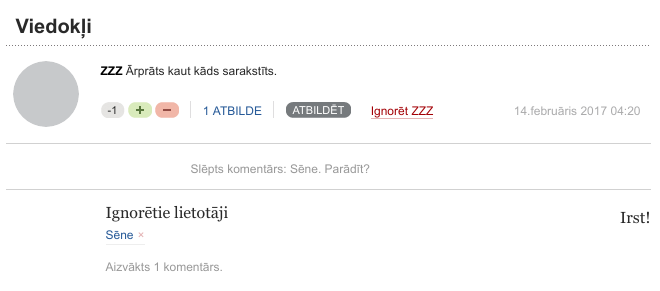 Viedokļi
ZZZ Ārprāts kaut kāds sarakstīts.
-1 + − 1 ATBILDE ATBILDĒT Ignorēt ZZZ 14.februāris 2017 04:20
Slēpts komentārs: Sēne. Parādīt?
Ignorētie lietotāji Irst!
Sēne ×
Aizvākts 1 komentārs.